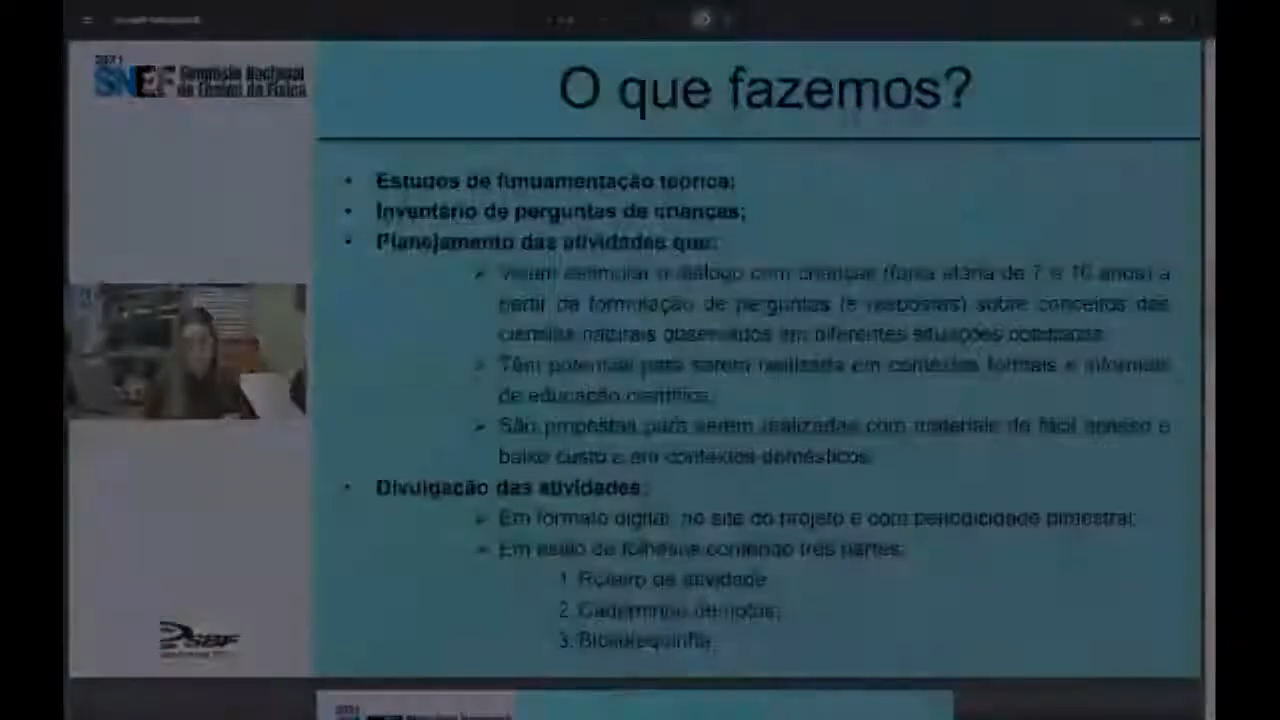 2021
SNEF Simpósio Nacional
de Ensino de Física
O que fazemos?
• Estudos de teórica;
• Inventário de perguntas de crianças;
• Planejamento das atividades que:
➢ Visam estimular o diálogo com crianças (faixa etária de 7 a 10 anos) a
partir da formulação de perguntas (e respostas) sobre conceitos das
ciências naturais observados em diferentes situações cotidianas
➢ Têm potencial para serem realizada em contextos formais e informais
de educação científica.
➢ São propostas para serem realizadas com materiais de fácil acesso e
baixo custo e em contextos domésticos.
• Divulgação das atividades:
➢ Em formato digital, no site do projeto e com periodicidade bimestral;
➢ Em estilo de folhetos contendo três partes:
1. Roteiro da atividade
2. Caderninho de notas;
3.
SBF